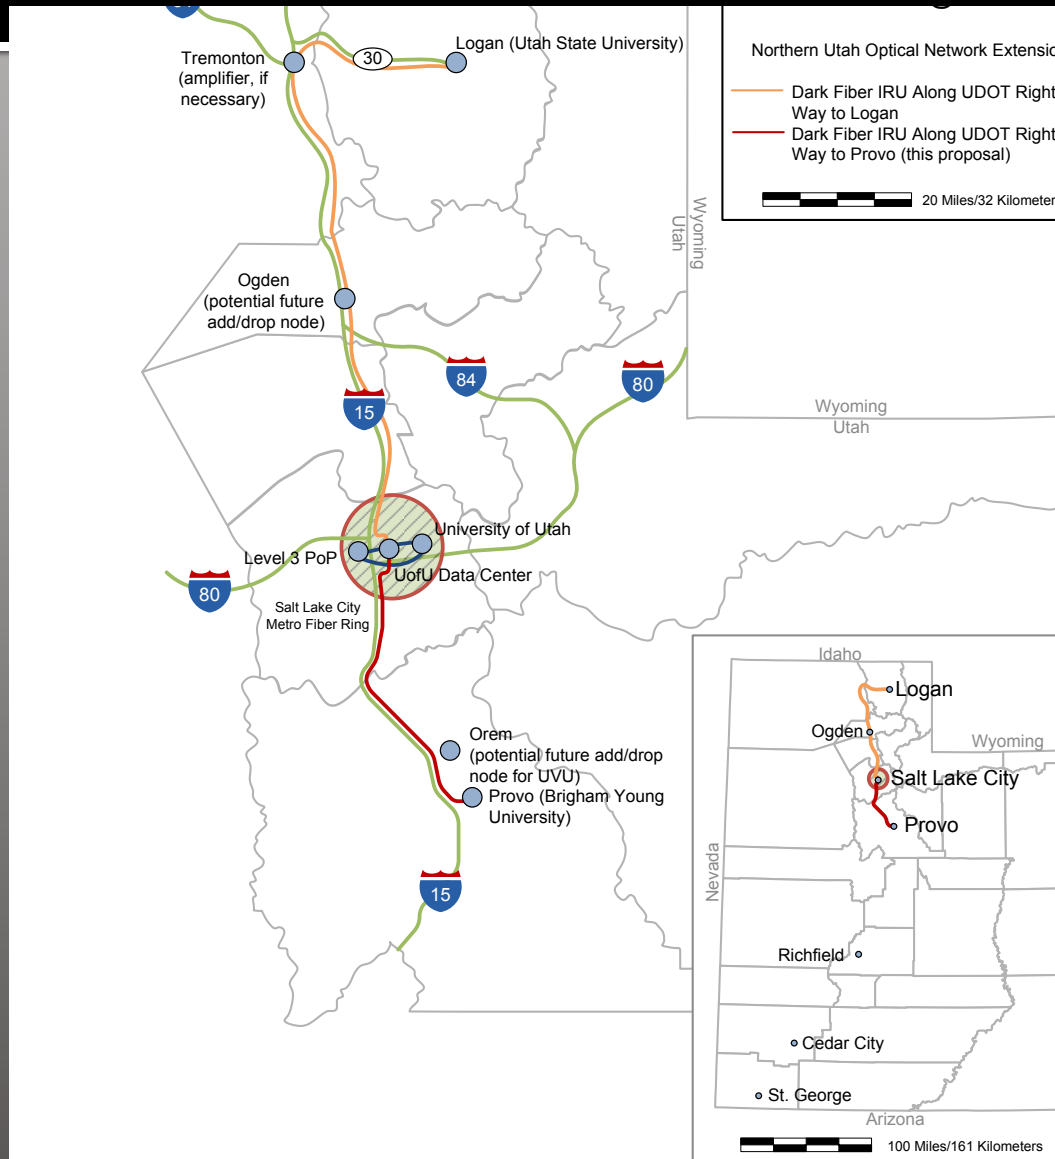 Northern Utah Optical Network Extensio
Dark Fiber IRU Along UDOT Right
Way to Logan
Dark Fiber IRU Along UDOT Right
Way to Provo (this proposal)
20 Miles/32 Kilometer
Tremonton
(amplifier, if
necessary)
30
Logan (Utah State University)
Wyoming
Utah
Ogden
(potential future
add/drop node)
84
80
15
Wyoming
Utah
University of Utah
Level 3 PoP
UofU Data Center
80
Salt Lake City
Metro Fiber Ring
Orem
(potential future add/drop
node for UVU)
Provo (Brigham Young
University)
15
Idaho
Logan
Ogden
Wyoming
Salt Lake City
Provo
Nevada
Richfield
Cedar City
St. George
Arizona
100 Miles/161 Kilometers